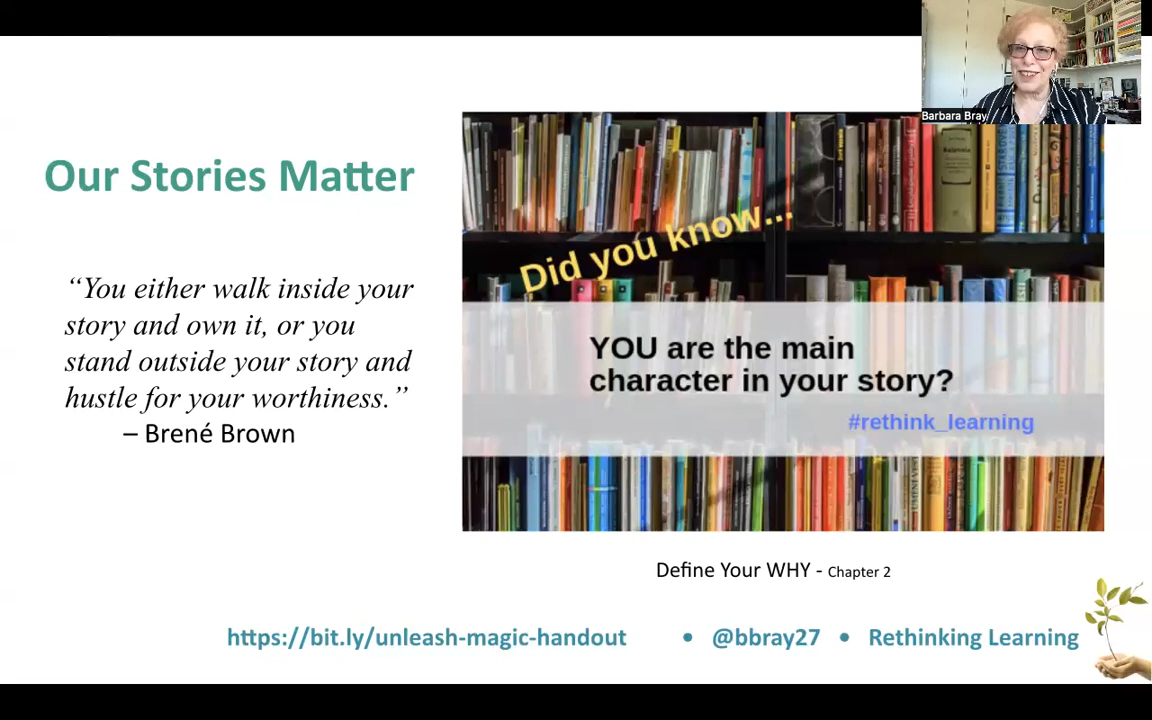 Barbara Bray
Our Stories Matter
“You either walk inside your
story and own it, or you
stand outside your story and
hustle for your worthiness.”
– Brené Brown
Did you know...
YOU are the main
character in your story?
#rethink_learning
Define Your WHY - Chapter 2
https://bit.ly/unleash-magic-handout • @bbray27 • Rethinking Learning